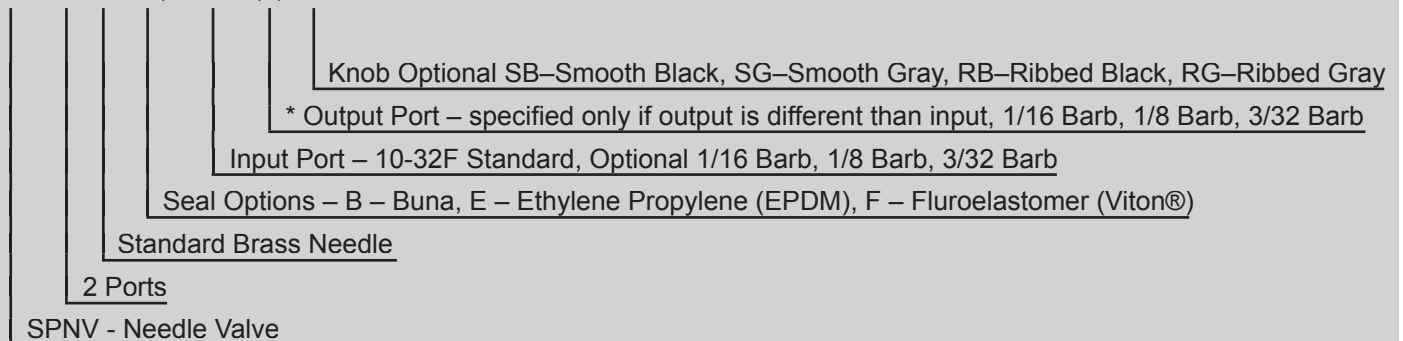 Knob Optional SB–Smooth Black, SG–Smooth Gray, RB–Ribbed Black, RG–Ribbed Gray
* Output Port – specified only if output is different than input, 1/16 Barb, 1/8 Barb, 3/32 Barb
Input Port – 10-32F Standard, Optional 1/16 Barb, 1/8 Barb, 3/32 Barb
Seal Options – B – Buna, E – Ethylene Propylene (EPDM), F – Fluroelastomer (Viton®)
Standard Brass Needle
2 Ports
SPNV - Needle Valve